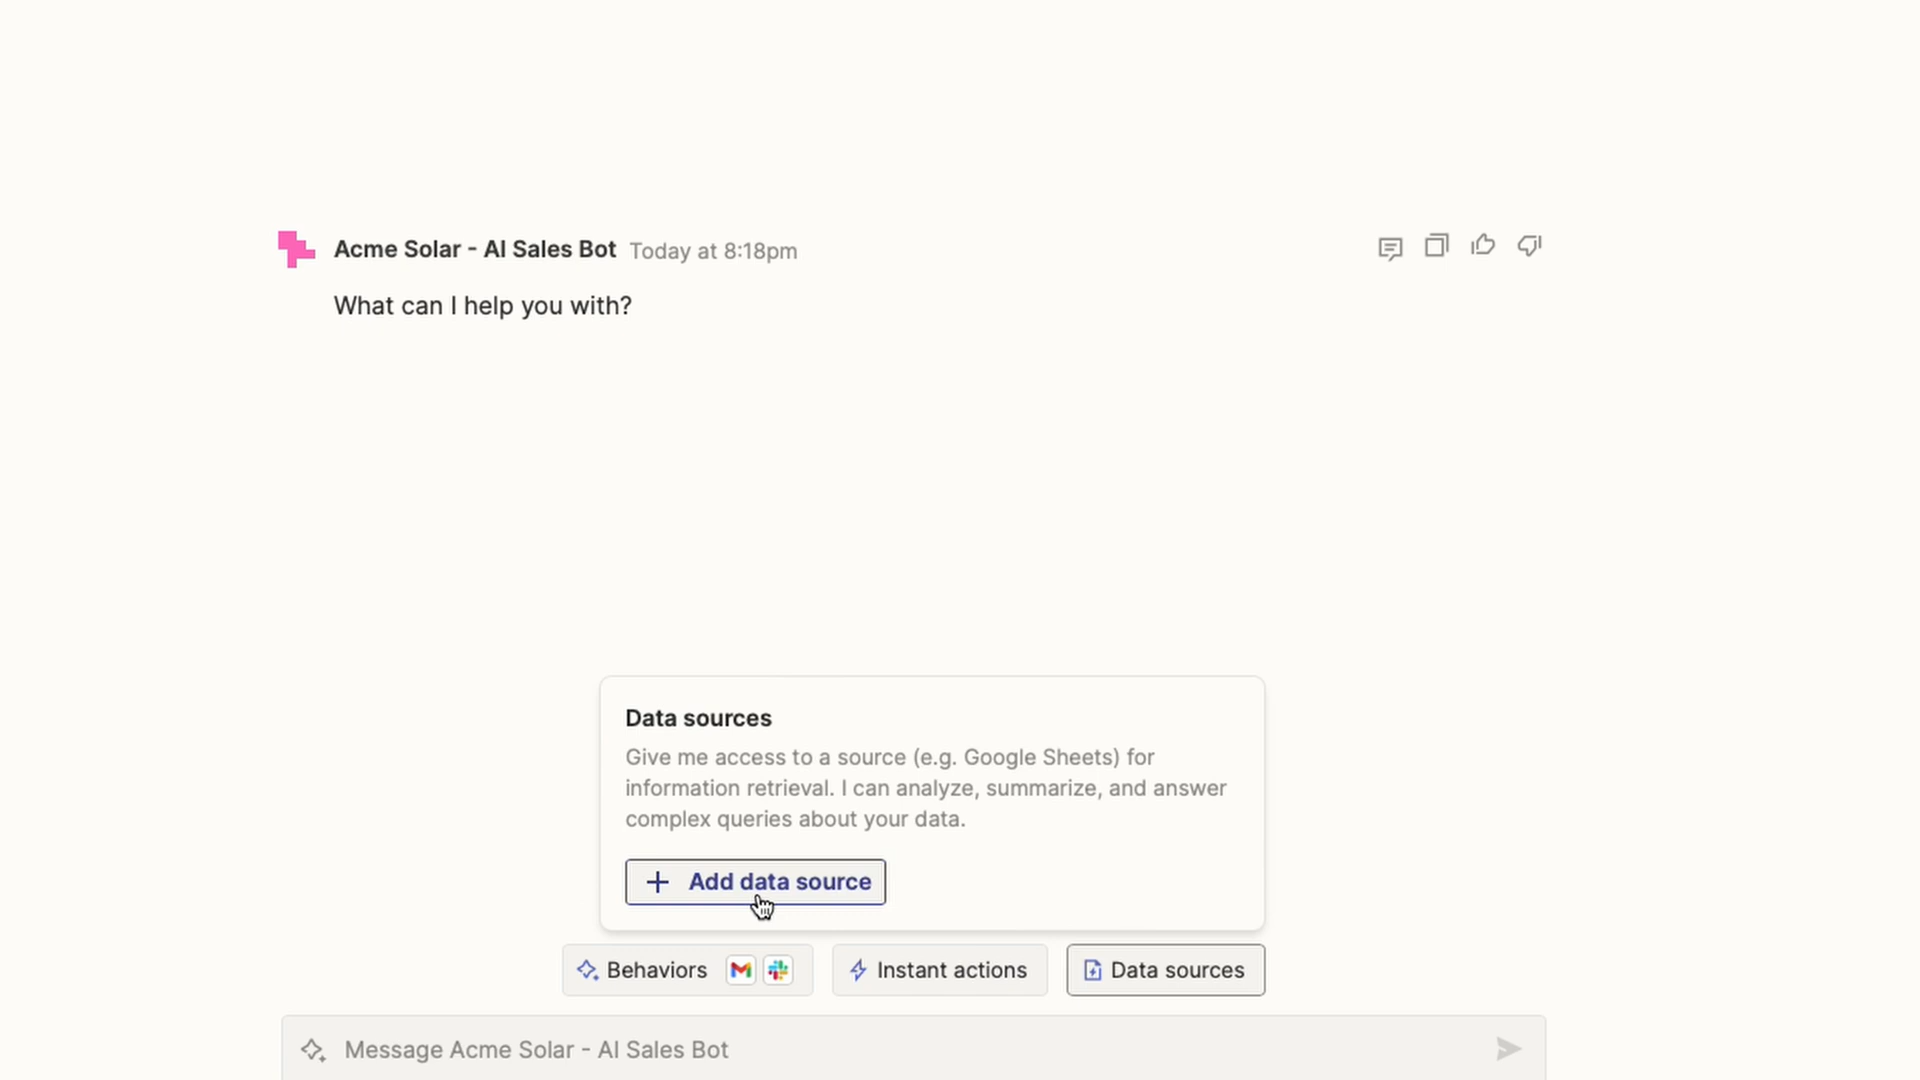 Acme Solar - AI Sales Bot Today at 8:18pm
What can I help you with?
Data sources
Give me access to a source (e.g. Google Sheets) for
information retrieval. I can analyze, summarize, and answer
complex queries about your data.
+ Add data source
Behaviors
Instant actions
Data sources
Message Acme Solar - AI Sales Bot